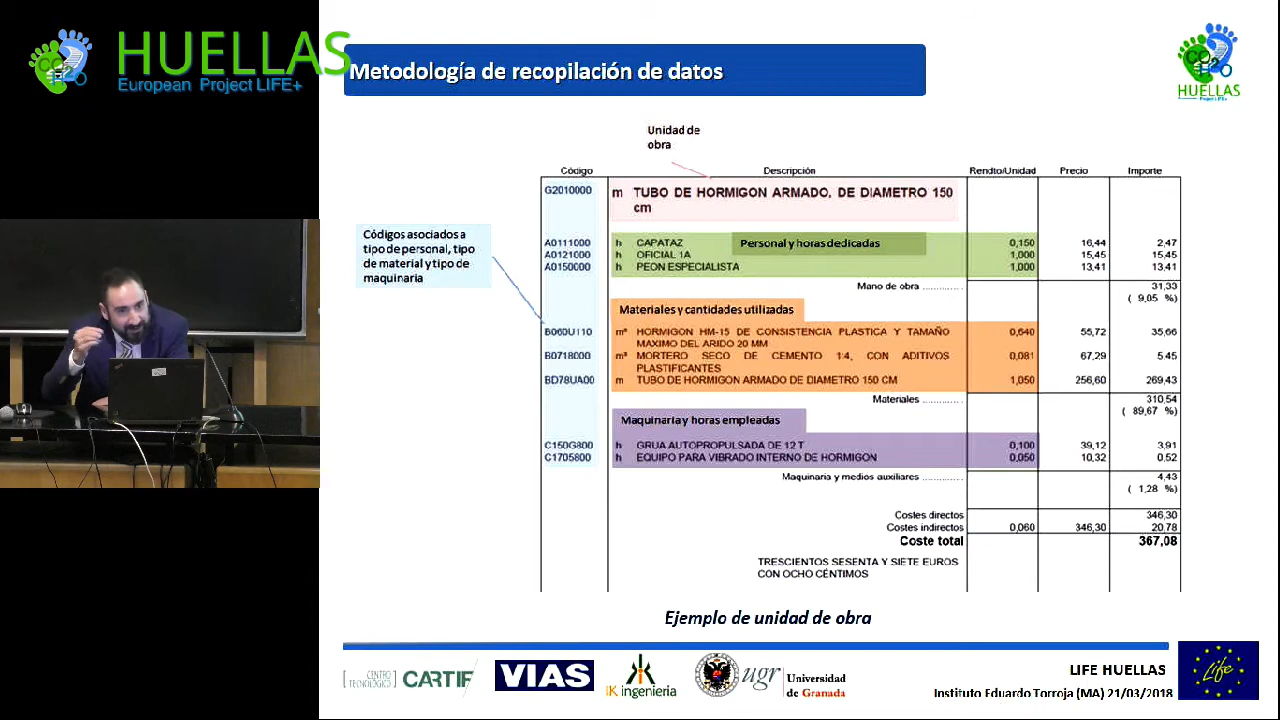 HUELLAS
European Project LIFE+
Metodología de recopilación de datos
HUELLAS
Unidad de
obra
Código Descripción Rendto/Unidad Precio Importe
G2010000 m TUBO DE HORMIGON ARMADO, DE DIAMETRO 150
cm
Códigos asociados a
tipo de personal, tipo
de material y tipo de
maquinaria
Personal y horas dedicadas
A0111000 h CAPATAZ 0,150 16,44 2,47
A0121000 h OFICIAL 1A 1,000 15,45 15,45
A0150000 h PEON ESPECIALISTA 1,000 13,41 13,41
Mano de obra .............. 31,33
( 9,05 %)
Materiales y cantidades utilizadas
B060U110 m³ HORMIGON HM-15 DE CONSISTENCIA PLASTICA Y TAMAÑO 0,640 55,72 35,66
MAXIMO DEL ARIDO 20 MM
B0718000 m³ MORTERO SECO DE CEMENTO 1:4, CON ADITIVOS 0,081 67,29 5,45
PLASTIFICANTES
BD78UA00 m TUBO DE HORMIGON ARMADO DE DIAMETRO 150 CM 1,050 256,60 269,43
Materiales .............. 310,54
( 89,67 %)
Maquinaria y horas empleadas
C150G800 h GRUA AUTOPROPULSADA DE 12 T 0,100 39,12 3,91
C1705800 h EQUIPO PARA VIBRADO INTERNO DE HORMIGON 0,050 10,32 0,52
Maquinaria y medios auxiliares .............. 4,43
( 1,28 %)
Costes directos 346,30
Costes indirectos 0,060 346,30 20,78
Coste total 367,08
TRESCIENTOS SESENTA Y SIETE EUROS
CON OCHO CÉNTIMOS
Ejemplo de unidad de obra
CENTRO
TECNOLÓGICO
CARTIF
VIAS
IK ingenieria
ugr
Universidad
de Granada
LIFE HUELLAS
Instituto Eduardo Torroja (MA) 21/03/2018
Life